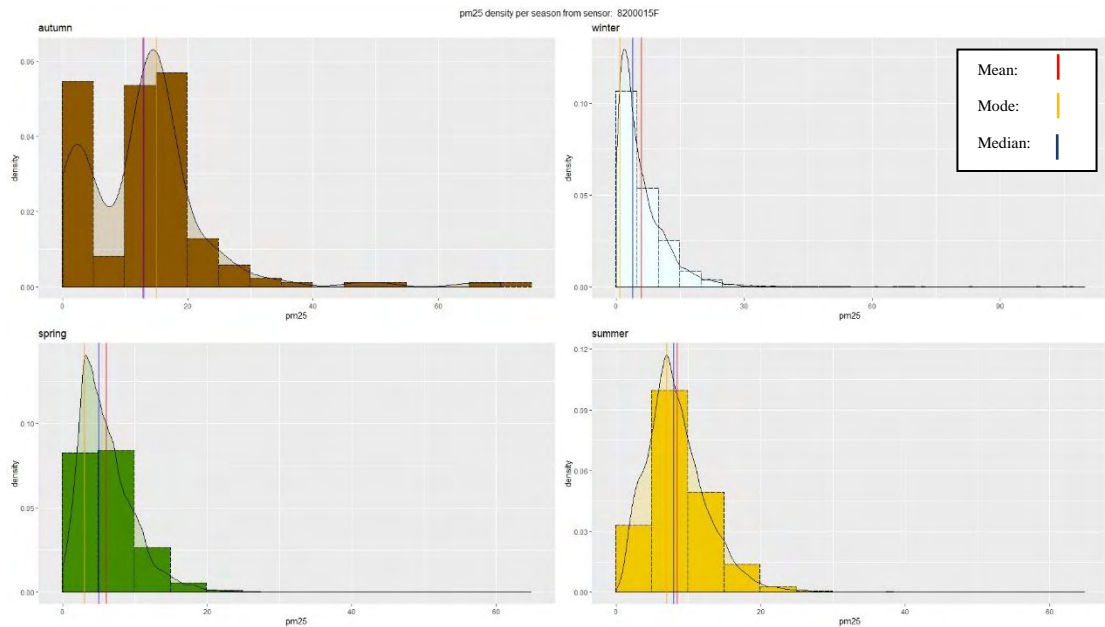 pm25 density per season from sensor: 8200015F
autumn
0.06
0.04
0.02
0.00
density
0
20
40
60
pm25
winter
0.10
0.05
0.00
density
0
30
60
90
pm25
Mean:
Mode:
Median:
spring
0.10
0.05
0.00
density
0
20
40
60
pm25
summer
0.12
0.09
0.06
0.03
0.00
density
0
20
40
60
pm25